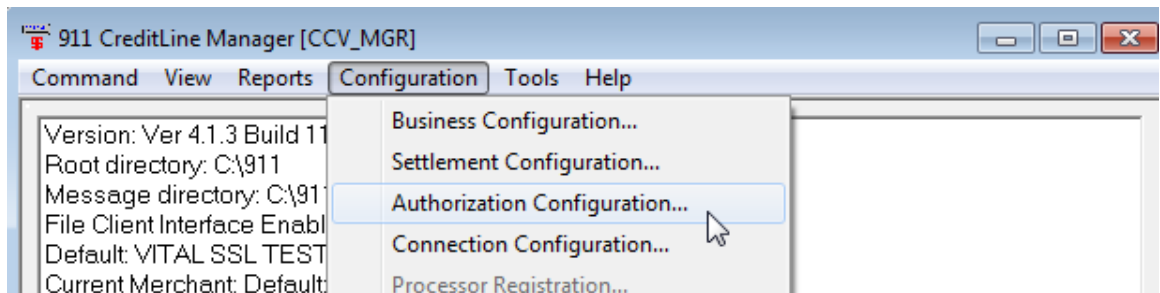 911 CreditLine Manager [CCV_MGR]
Command View Reports Configuration Tools Help
Business Configuration...
Settlement Configuration...
Authorization Configuration...
Connection Configuration...
Processor Registration...
Version: Ver 4.1.3 Build 11
Root directory: C:\911
Message directory: C:\911
File Client Interface Enabl
Default: VITAL SSL TEST
Current Merchant: Default: